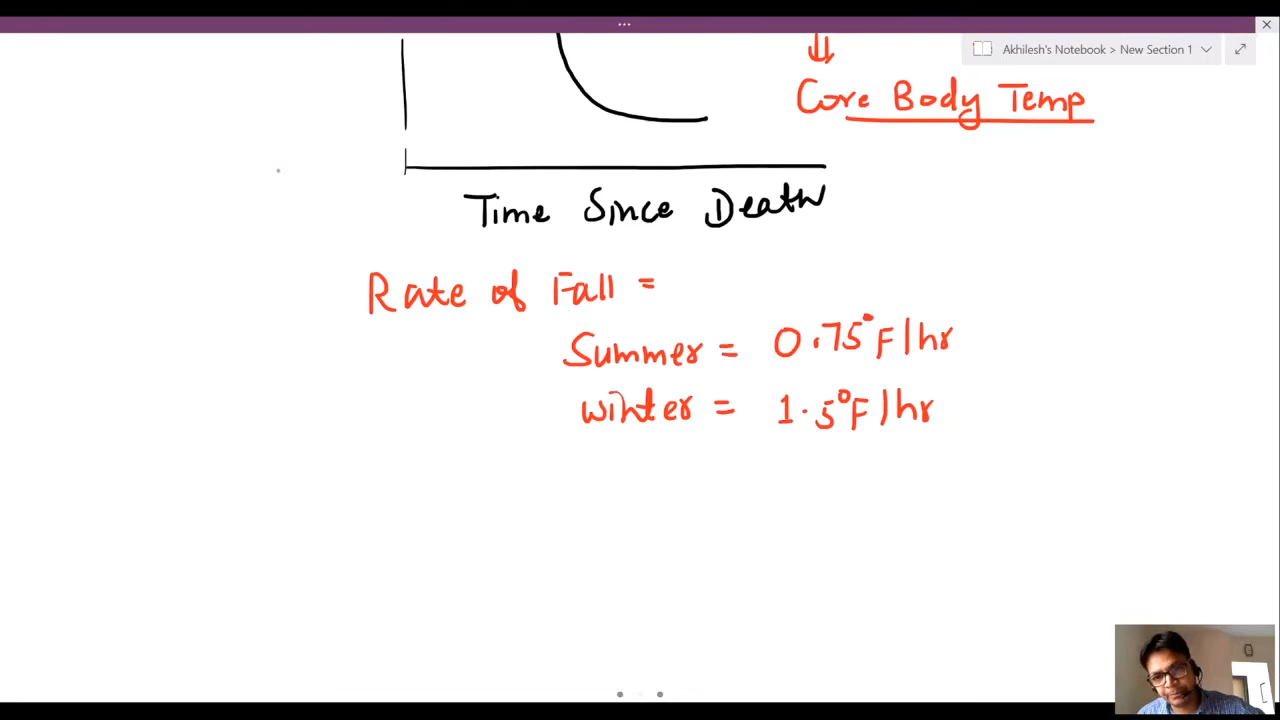 Akhilesh's Notebook > New Section 1
Core Body Temp
Time Since Death
Rate of Fall =
Summer = 0.75°F/hr
winter = 1.5°F/hr